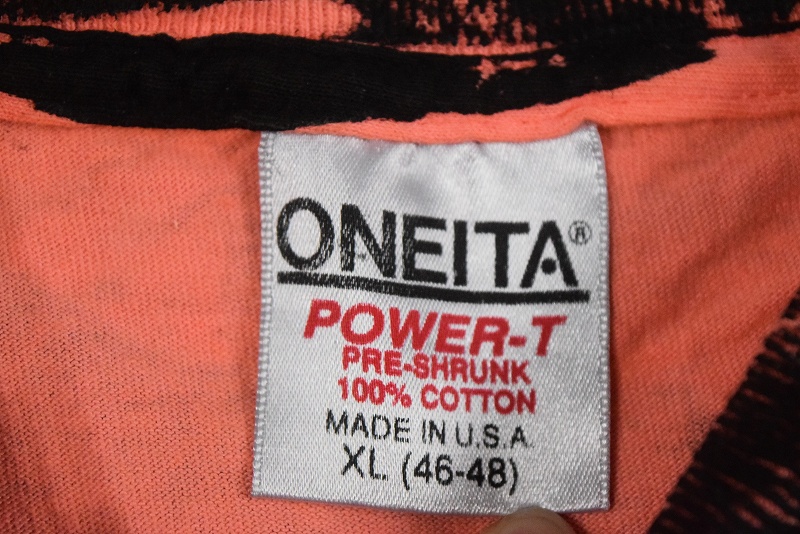 ONEITA®
POWER-T
PRE-SHRUNK
100% COTTON
MADE IN U.S.A.
XL (46-48)